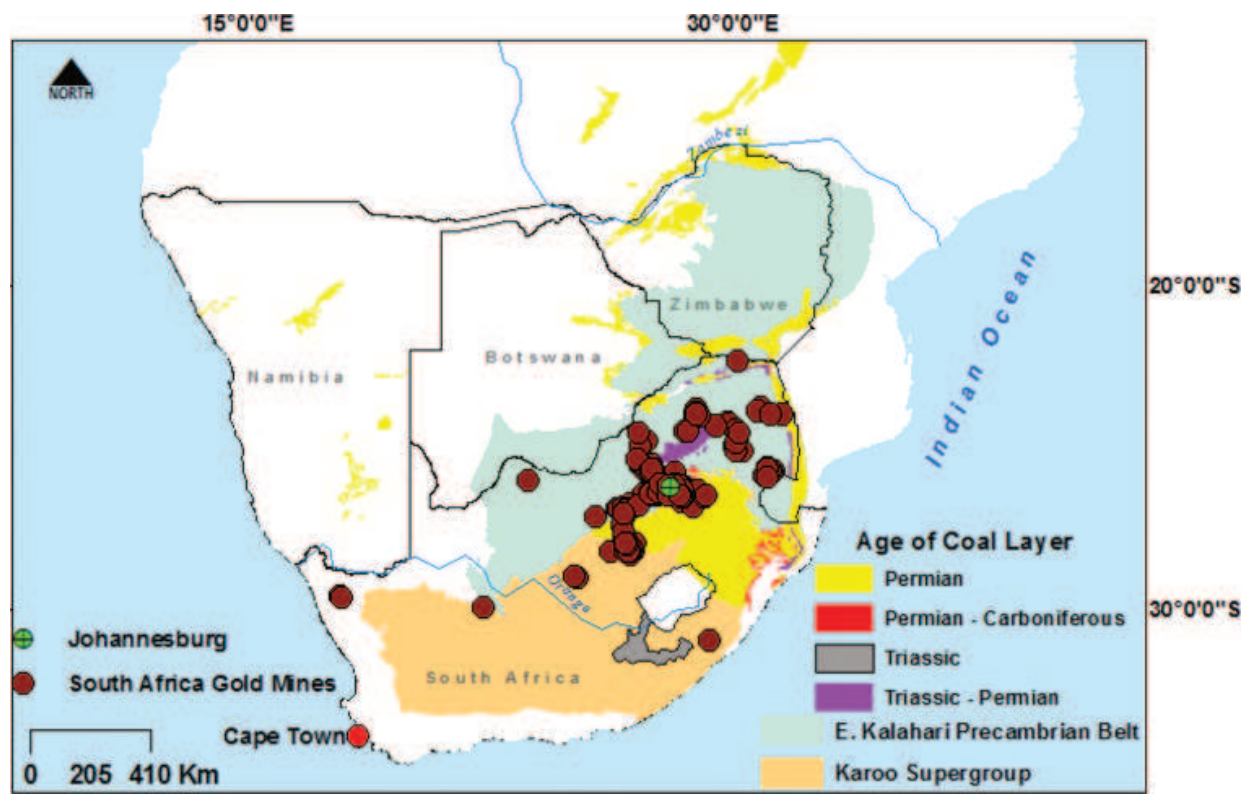 15°0'0"E
30°0'0"E
NORTH
Zambezi
20°0'0"S
Zimbabwe
Botswana
Namibia
Indian Ocean
Age of Coal Layer
Permian
Orange
Permian - Carboniferous
30°0'0"S
Johannesburg
Triassic
South Africa Gold Mines
South Africa
Triassic - Permian
Cape Town
E. Kalahari Precambrian Belt
0 205 410 Km
Karoo Supergroup